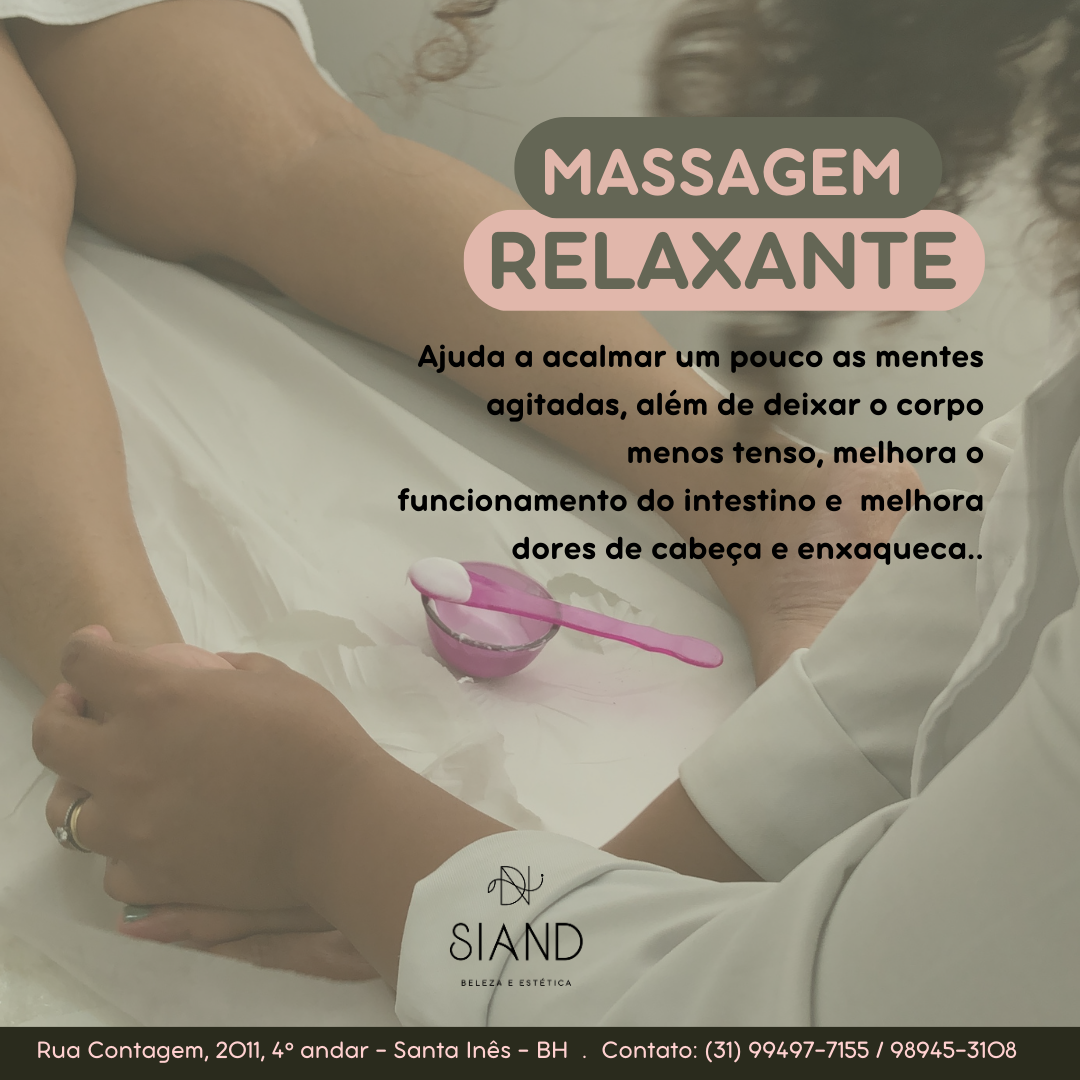 MASSAGEM
RELAXANTE
Ajuda a acalmar um pouco as mentes
agitadas, além de deixar o corpo
menos tenso, melhora o
funcionamento do intestino e  melhora
dores de cabeça e enxaqueca..
SIAND
BELEZA E ESTÉTICA
Rua Contagem, 2011, 4º andar - Santa Inês - BH  .  Contato: (31) 99497-7155 / 98945-3108